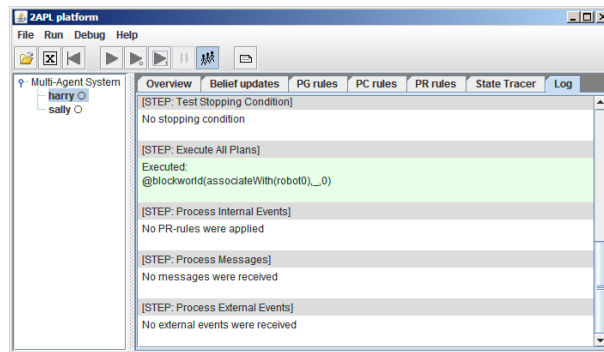 2APL platform
File Run Debug Help
Multi-Agent System
harry
sally
Overview Belief updates PG rules PC rules PR rules State Tracer Log
[STEP: Test Stopping Condition]
No stopping condition
[STEP: Execute All Plans]
Executed:
@blockworld(associateWith(robot0),_,0)
[STEP: Process Internal Events]
No PR-rules were applied
[STEP: Process Messages]
No messages were received
[STEP: Process External Events]
No external events were received